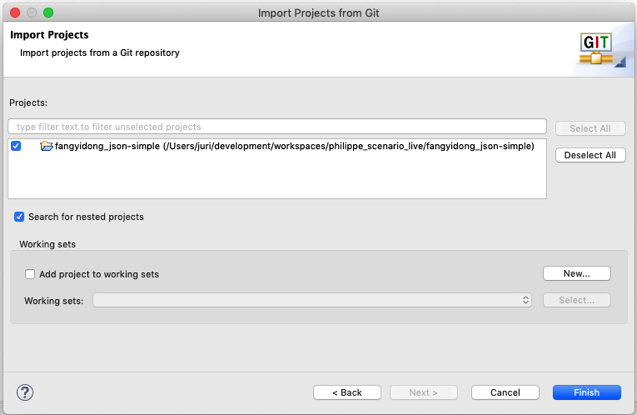 Import Projects from Git
Import Projects
Import projects from a Git repository
GIT
Projects:
type filter text to filter unselected projects
Select All
fangyidong_json-simple (/Users/juri/development/workspaces/philippe_scenario_live/fangyidong_json-simple)
Deselect All
Search for nested projects
Working sets
Add project to working sets
New...
Working sets:
Select...
?
< Back
Next >
Cancel
Finish